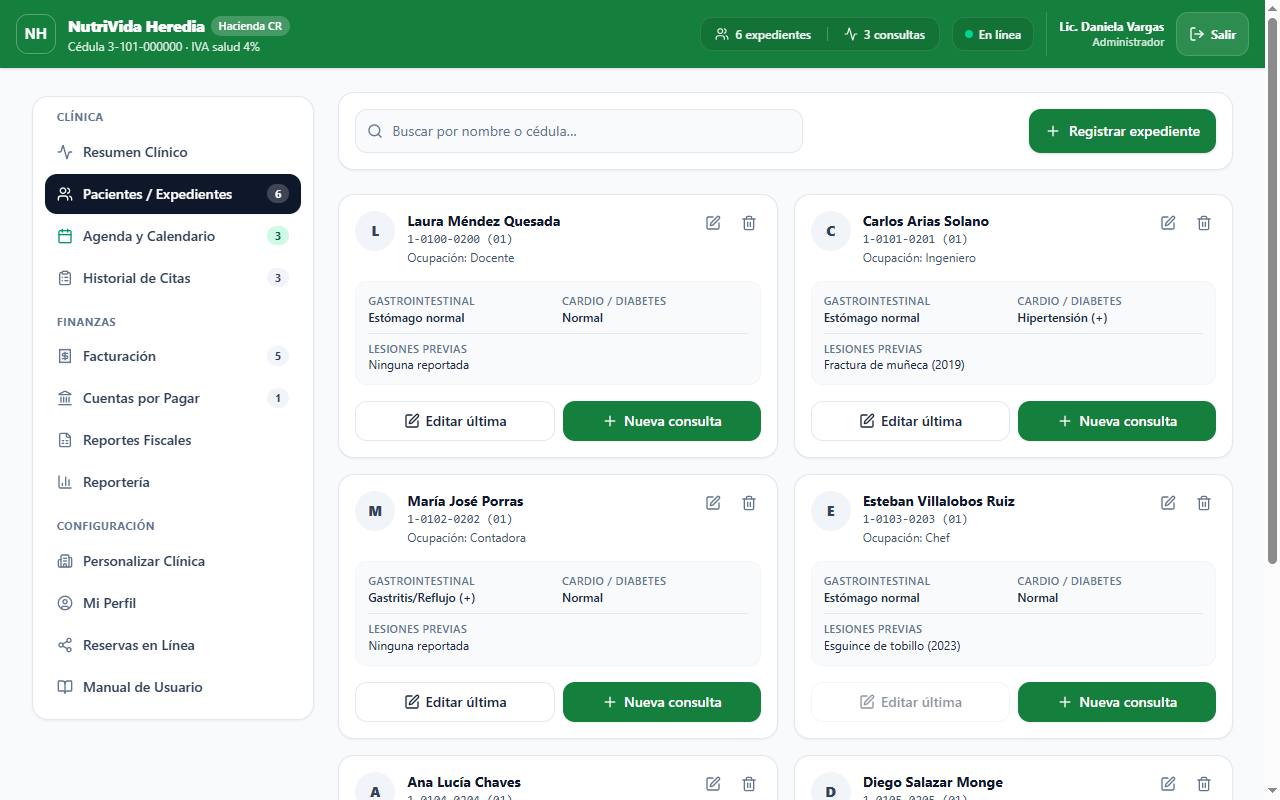 NH
NutriVida Heredia
Hacienda CR
Cédula 3-101-000000 · IVA salud 4%
6 expedientes
3 consultas
En línea
Lic. Daniela Vargas
Administrador
Salir
CLÍNICA
Resumen Clínico
Pacientes / Expedientes 6
Agenda y Calendario 3
Historial de Citas 3
FINANZAS
Facturación 5
Cuentas por Pagar 1
Reportes Fiscales
Reportería
CONFIGURACIÓN
Personalizar Clínica
Mi Perfil
Reservas en Línea
Manual de Usuario
Buscar por nombre o cédula...
Registrar expediente
L
Laura Méndez Quesada
1-0100-0200 (01)
Ocupación: Docente
GASTROINTESTINAL
Estómago normal
CARDIO / DIABETES
Normal
LESIONES PREVIAS
Ninguna reportada
Editar última
Nueva consulta
C
Carlos Arias Solano
1-0101-0201 (01)
Ocupación: Ingeniero
GASTROINTESTINAL
Estómago normal
CARDIO / DIABETES
Hipertensión (+)
LESIONES PREVIAS
Fractura de muñeca (2019)
Editar última
Nueva consulta
M
María José Porras
1-0102-0202 (01)
Ocupación: Contadora
GASTROINTESTINAL
Gastritis/Reflujo (+)
CARDIO / DIABETES
Normal
LESIONES PREVIAS
Ninguna reportada
Editar última
Nueva consulta
E
Esteban Villalobos Ruiz
1-0103-0203 (01)
Ocupación: Chef
GASTROINTESTINAL
Estómago normal
CARDIO / DIABETES
Normal
LESIONES PREVIAS
Esguince de tobillo (2023)
Editar última
Nueva consulta
A
Ana Lucía Chaves
1-0104-0204 (01)
D
Diego Salazar Monge
1-0105-0205 (01)